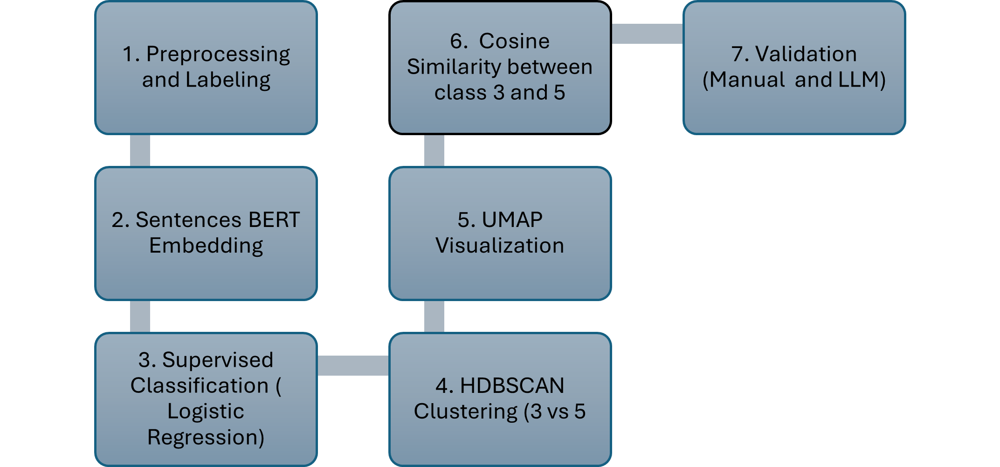 1. Preprocessing
and Labeling
2. Sentences BERT
Embedding
3. Supervised
Classification (
Logistic
Regression)
4. HDBSCAN
Clustering (3 vs 5
5. UMAP
Visualization
6.  Cosine
Similarity between
class 3 and 5
7. Validation
(Manual  and LLM)